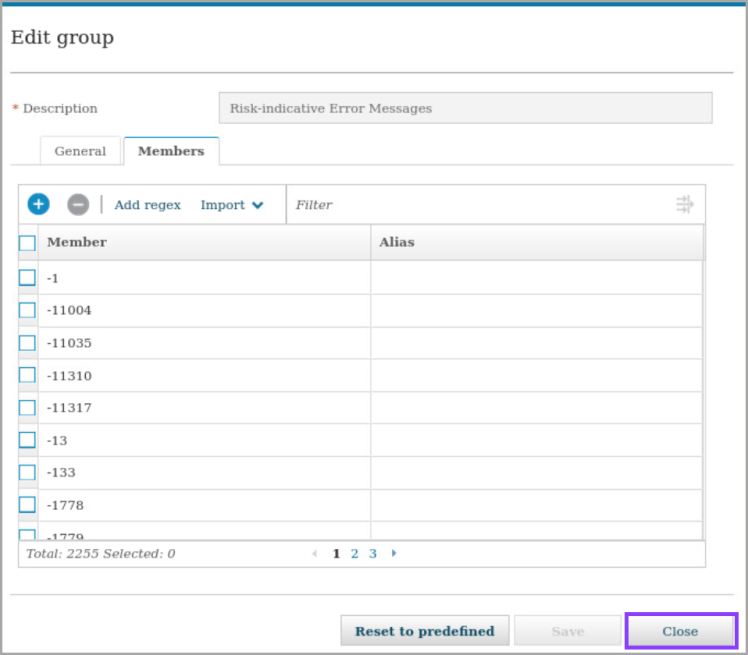 Edit group
* Description Risk-indicative Error Messages
General Members
Add regex Import Filter
Member Alias
-1
-11004
-11035
-11310
-11317
-13
-133
-1778
-1779
Total: 2255 Selected: 0 1 2 3
Reset to predefined Save Close